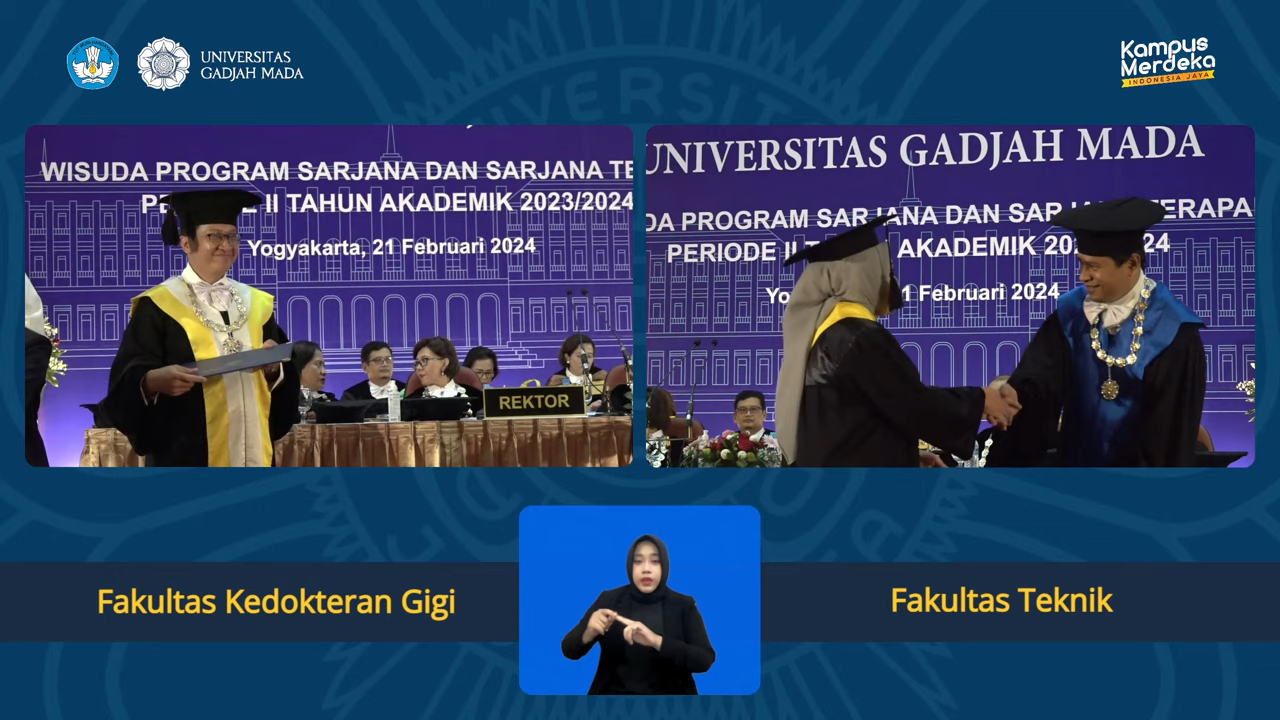 UNIVERSITAS
GADJAH MADA
Kampus
Merdeka
INDONESIA JAYA
WISUDA PROGRAM SARJANA DAN SARJANA TE
II TAHUN AKADEMIK 2023/2024
Yogyakarta, 21 Februari 2024
REKTOR
UNIVERSITAS GADJAH MADA
DA PROGRAM SARJANA DAN SARJANA TERAPA
PERIODE II AKADEMIK 2024
1 Februari 2024
Fakultas Kedokteran Gigi
Fakultas Teknik